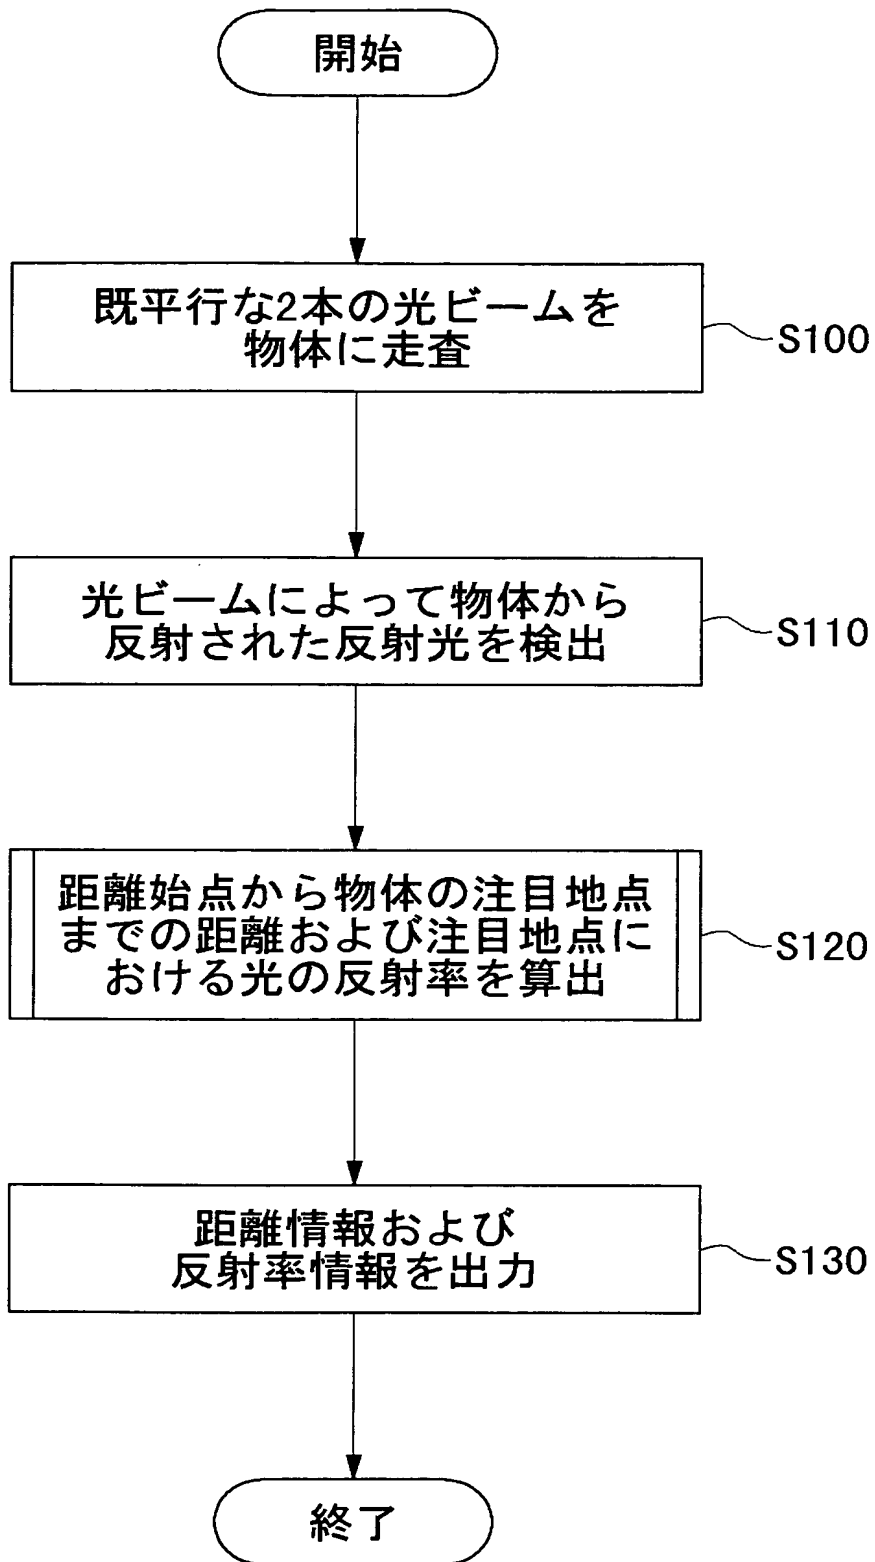 開始
既平行な2本の光ビームを
物体に走査
S100
光ビームによって物体から
反射された反射光を検出
S110
距離始点から物体の注目地点
までの距離および注目地点に
おける光の反射率を算出
S120
距離情報および
反射率情報を出力
S130
終了